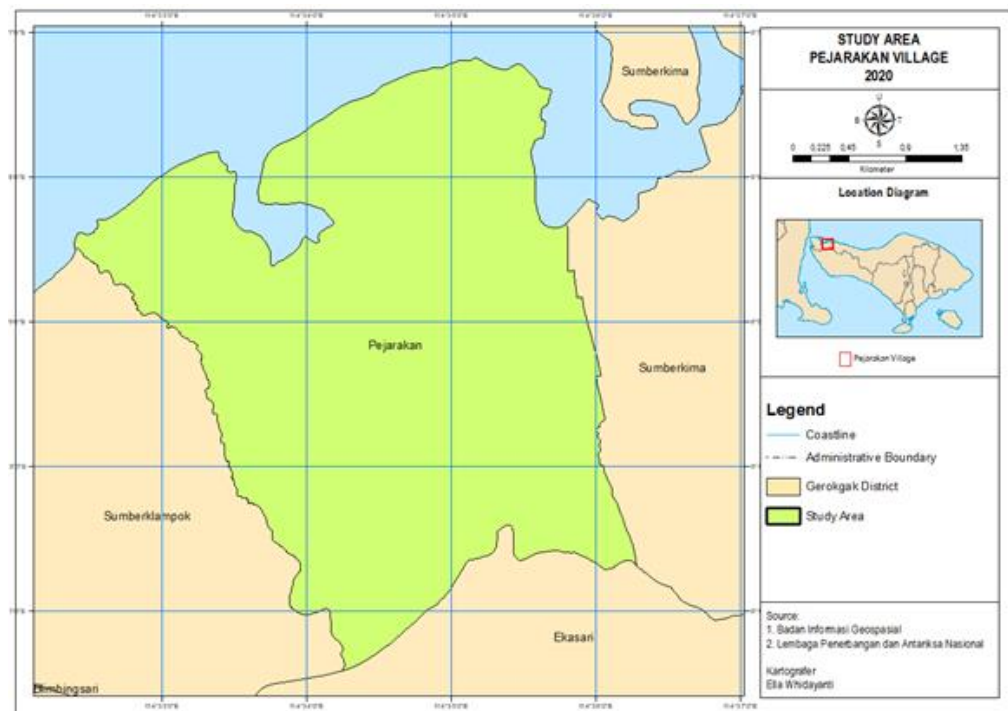 STUDY AREA
PEJARAKAN VILLAGE
2020
U
B
T
S
0 0,225 0,45 0,9 1,35
Kilometer
Location Diagram
Pejarakan Village
Legend
Coastline
Administrative Boundary
Gerokgak District
Study Area
Source:
1. Badan Informasi Geospasial
2. Lembaga Penerbangan dan Antariksa Nasional
Kartografer
Ella Whidayanti
Sumberkima
Pejarakan
Sumberkima
Sumberklampok
Ekasari
Blimbingsari